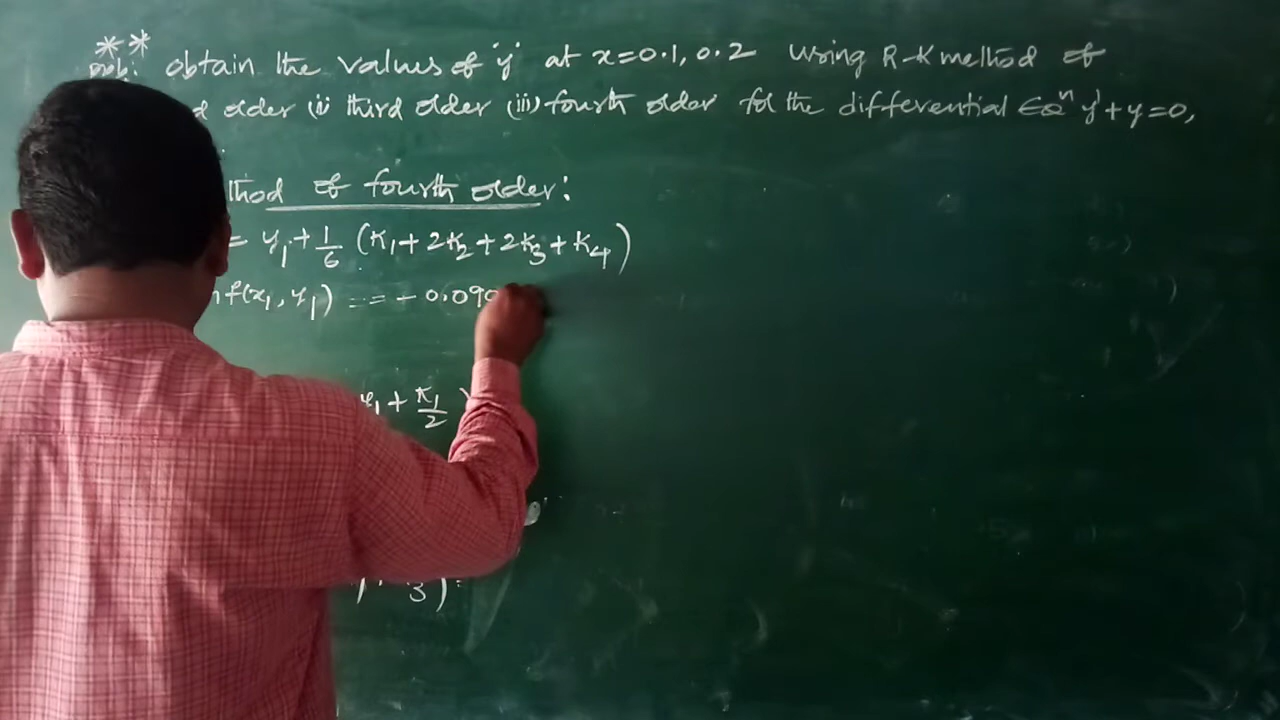 **
prob: obtain the values of 'y' at x=0.1, 0.2 using R-K method of
d order (ii) third order (iii) fourth order for the differential Eqⁿ y'+y=0,
thod of fourth order:
= y₁+1/6 (K₁+2K₂+2K₃+K₄)
f(x₁, y₁) = - 0.090
y₁+K₁/2)
3)